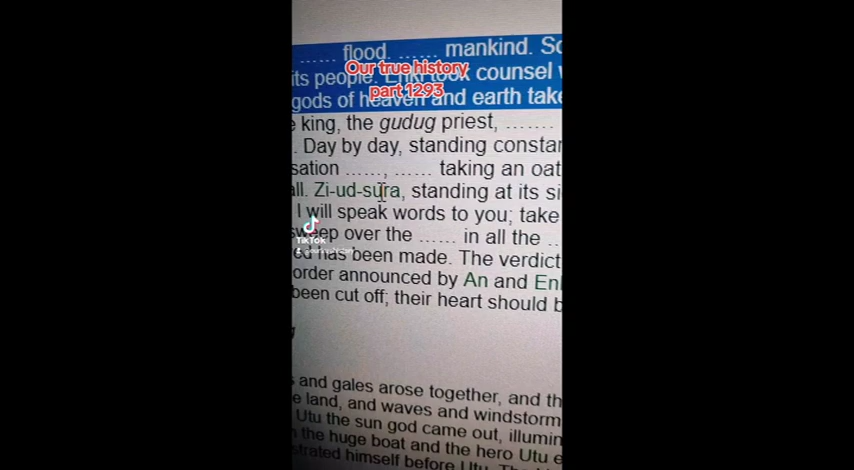 ...... flood. ...... mankind. So
its people. Enki took counsel
gods of heaven and earth take
Our true history
part 1293
king, the gudug priest, .......
. Day by day, standing constan
sation ......, ...... taking an oat
all. Zi-ud-sura, standing at its si
I will speak words to you; take
sweep over the ...... in all the ..
has been made. The verdict
order announced by An and Enl
been cut off; their heart should b
TikTok
and gales arose together, and th
land, and waves and windstorm
Utu the sun god came out, illumin
the huge boat and the hero Utu e
strated himself before Utu.